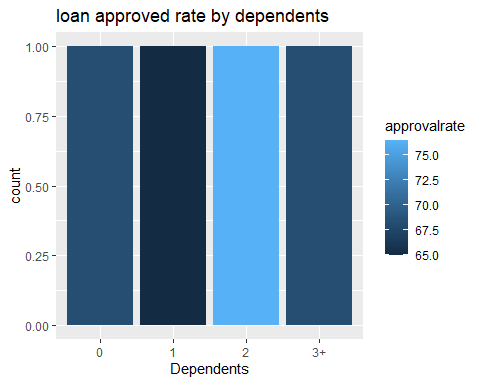 loan approved rate by dependents
1.00
0.75
0.50
0.25
0.00
count
0 1 2 3+
Dependents
approvalrate
75.0
72.5
70.0
67.5
65.0